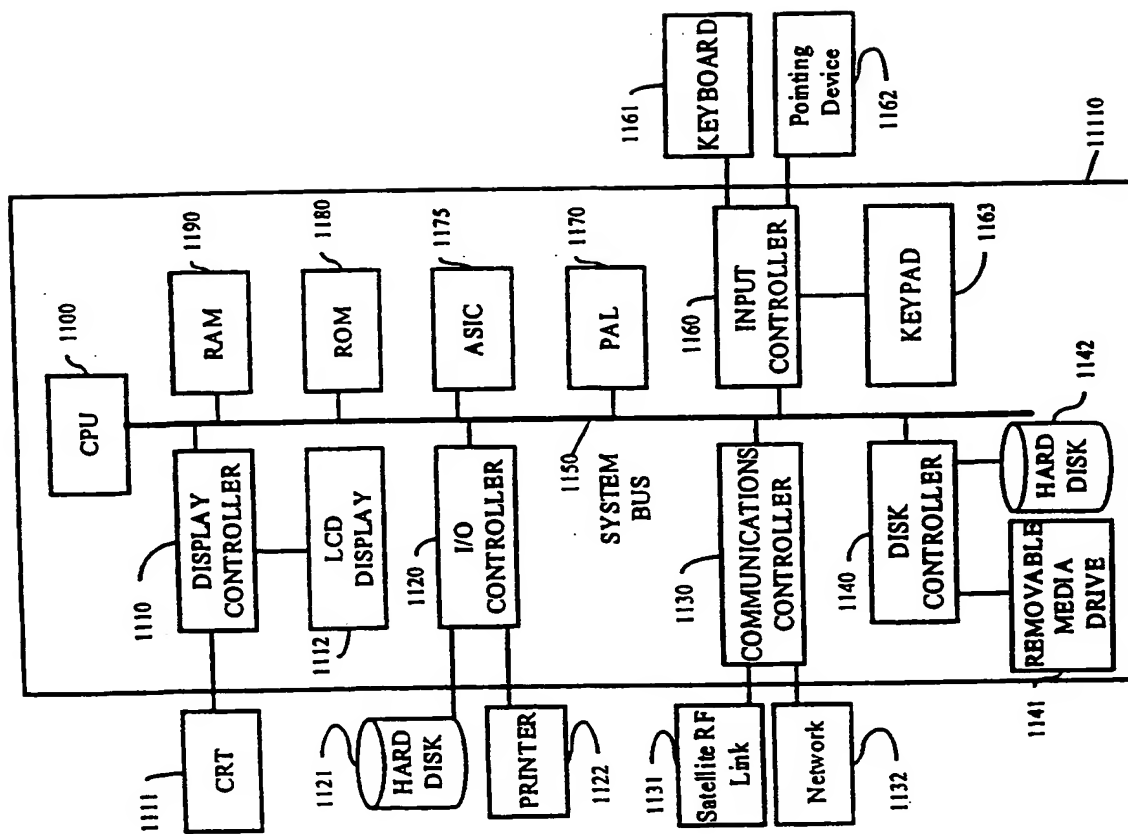 1111
CRT
1121
HARD
DISK
PRINTER
1122
1131
Satellite RF
Link
Network
1132
1141
REMOVABLE
MEDIA
DRIVE
HARD
DISK
1142
1140
DISK
CONTROLLER
1130
COMMUNICATIONS
CONTROLLER
1120
I/O
CONTROLLER
1112
LCD
DISPLAY
1110
DISPLAY
CONTROLLER
CPU
1100
1150
SYSTEM
BUS
RAM
1190
ROM
1180
ASIC
1175
PAL
1170
1160
INPUT
CONTROLLER
KEYPAD
1163
1161
KEYBOARD
Pointing
Device
1162
11110